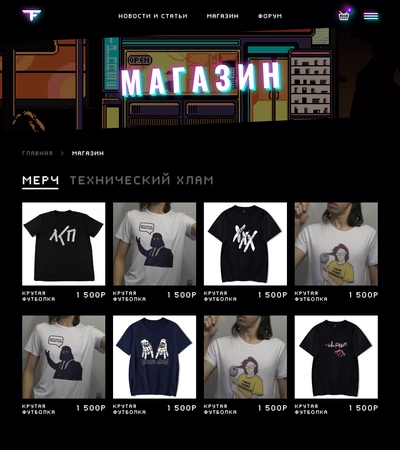 НОВОСТИ И СТАТЬИ МАГАЗИН ФОРУМ
OPEN
МАГАЗИН
ГЛАВНАЯ > МАГАЗИН
МЕРЧ ТЕХНИЧЕСКИЙ ХЛАМ
КРУТАЯ ФУТБОЛКА 1 500Р
КРУТАЯ ФУТБОЛКА 1 500Р
КРУТАЯ ФУТБОЛКА 1 500Р
КРУТАЯ ФУТБОЛКА 1 500Р
КРУТАЯ ФУТБОЛКА 1 500Р
КРУТАЯ ФУТБОЛКА 1 500Р
КРУТАЯ ФУТБОЛКА 1 500Р
КРУТАЯ ФУТБОЛКА 1 500Р